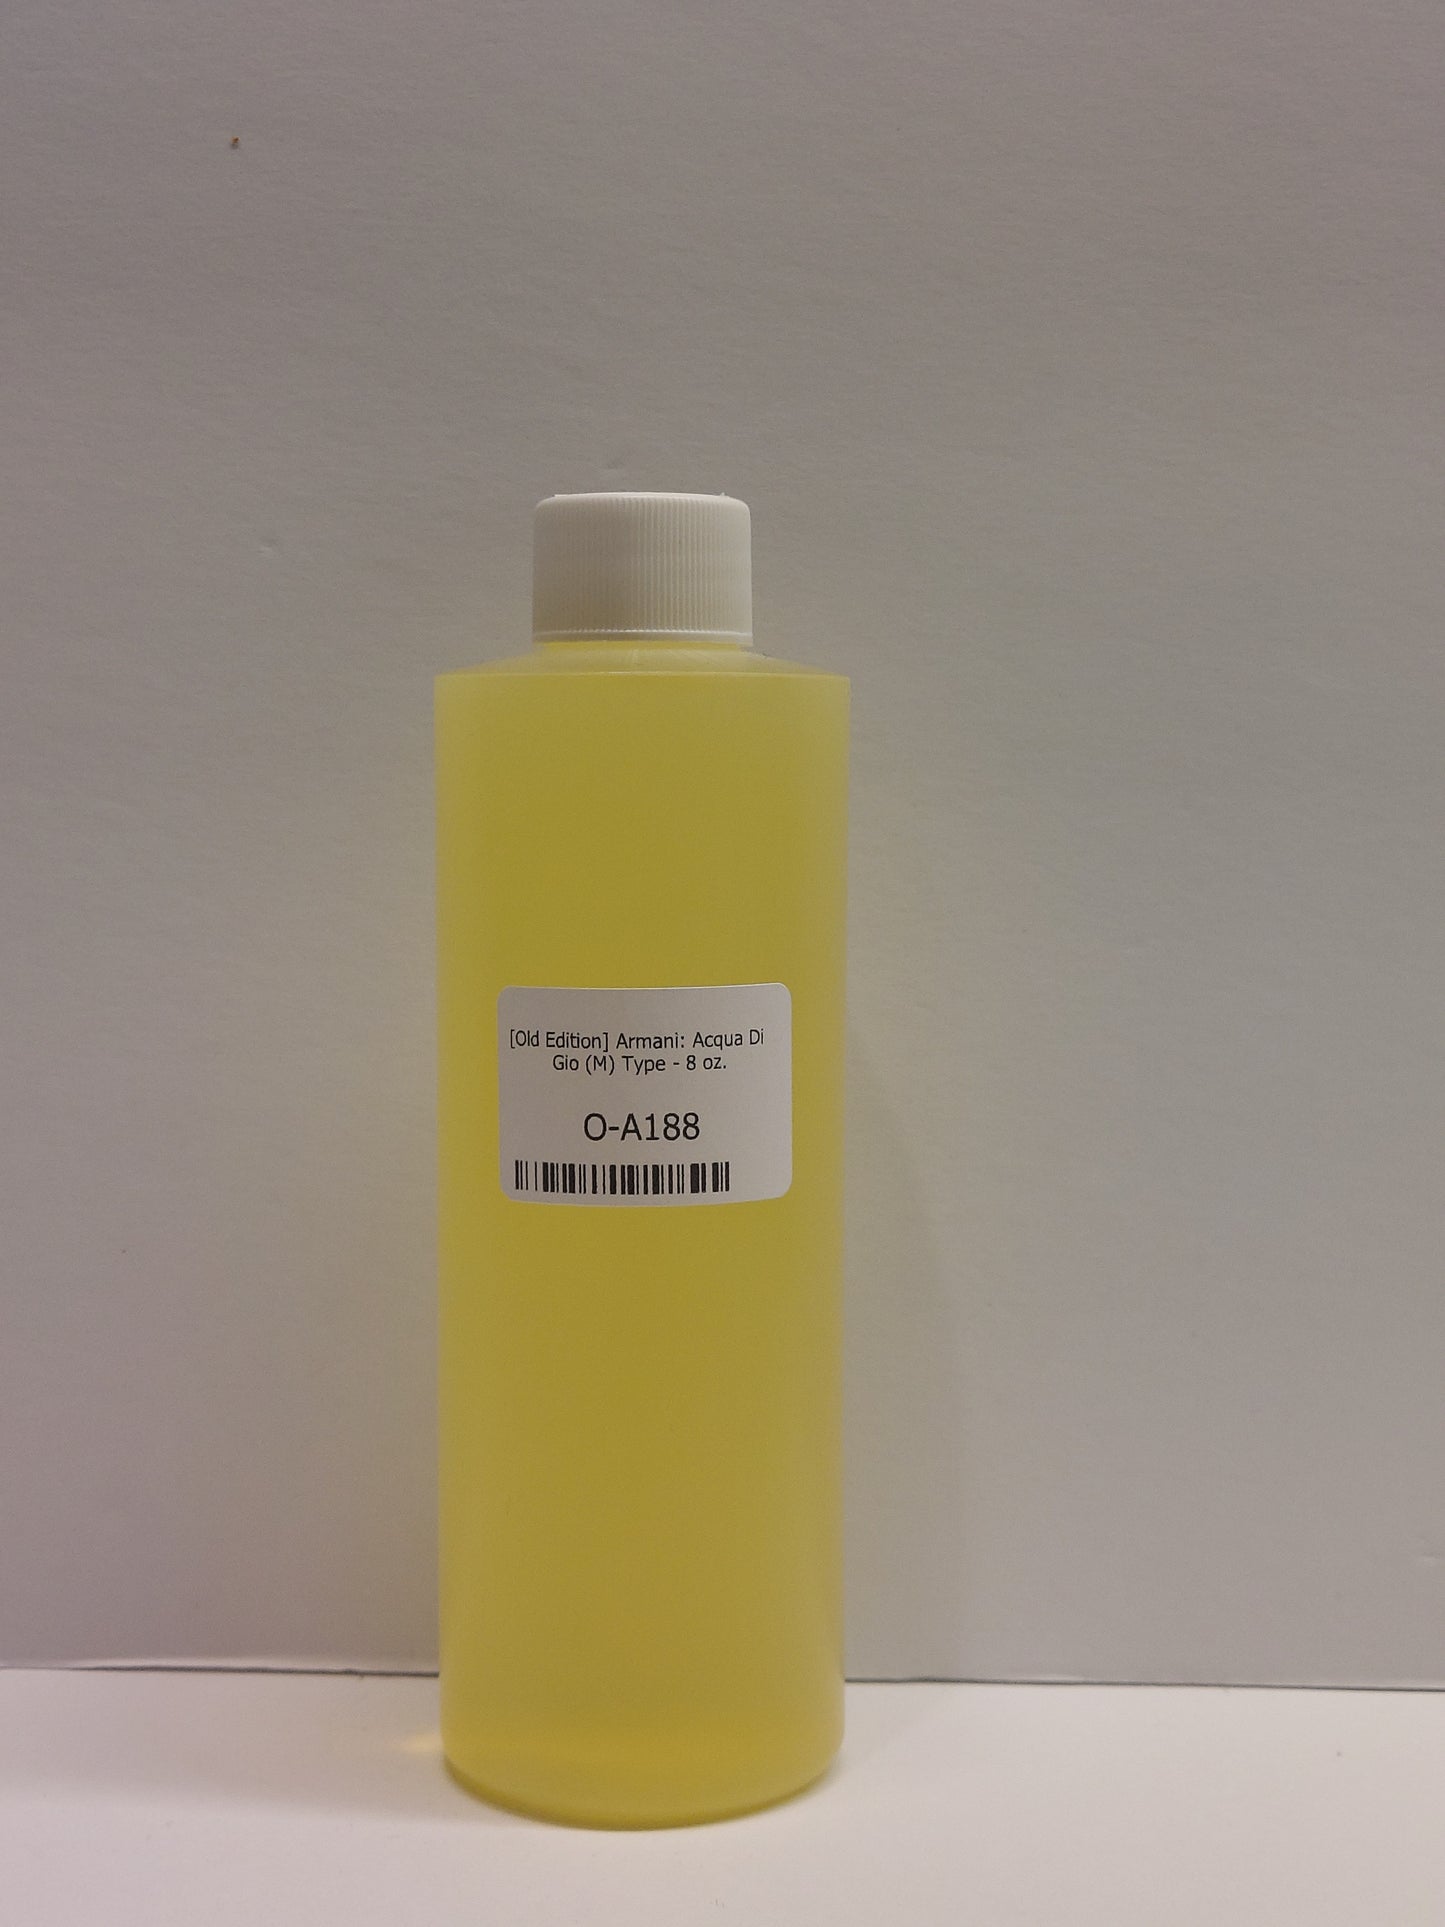 [Old Edition] Armani: Acqua Di
Gio (M) Type - 8 oz.
O-A188